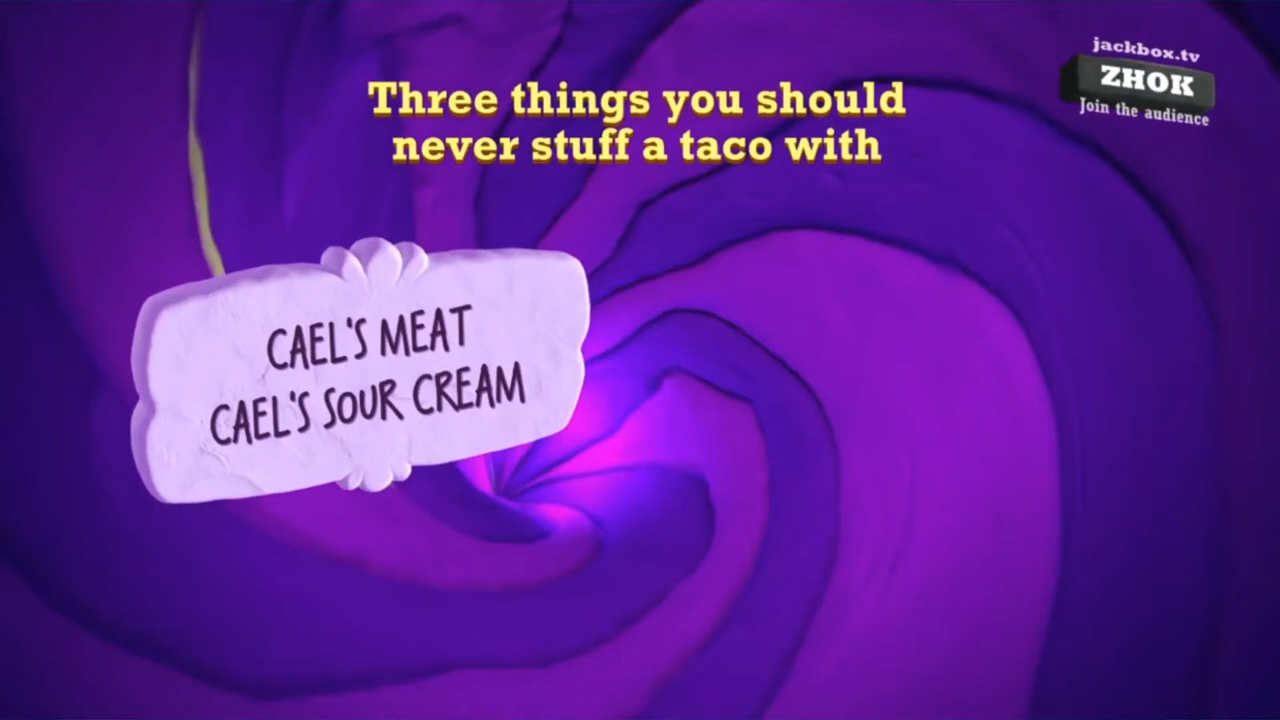 jackbox.tv
ZHOK
Join the audience
Three things you should
never stuff a taco with
CAEL'S MEAT
CAEL'S SOUR CREAM